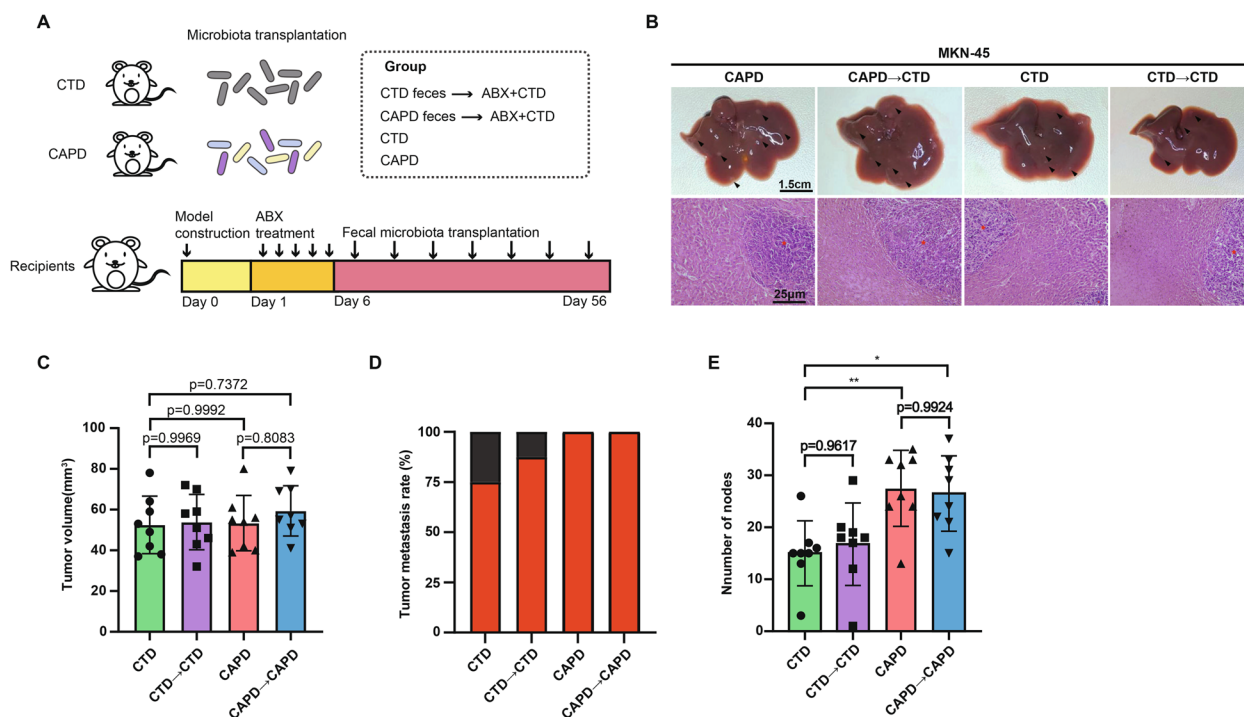 A
Microbiota transplantation
CTD
CAPD
Group
CTD feces → ABX+CTD
CAPD feces → ABX+CTD
CTD
CAPD
Model
construction
ABX
treatment
Fecal microbiota transplantation
Recipients
Day 0
Day 1
Day 6
Day 56
B
MKN-45
CAPD
CAPD→CTD
CTD
CTD→CTD
1.5cm
25μm
C
p=0.7372
p=0.9992
p=0.9969
p=0.8083
Tumor volume(mm³)
100
80
60
40
20
0
CTD
CTD→CTD
CAPD
CAPD→CAPD
D
Tumor metastasis rate (%)
100
75
50
25
0
CTD
CTD→CTD
CAPD
CAPD→CAPD
E
*
**
p=0.9924
p=0.9617
Nnumber of nodes
40
30
20
10
0
CTD
CTD→CTD
CAPD
CAPD→CAPD